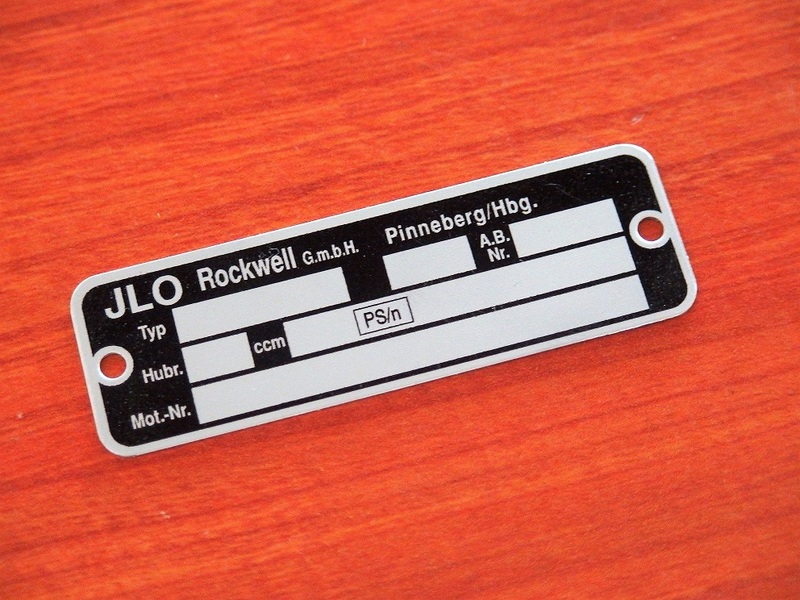 JLO Rockwell G.m.b.H. Pinneberg/Hbg.
Typ A.B. Nr.
Hubr. ccm PS/n
Mot.-Nr.